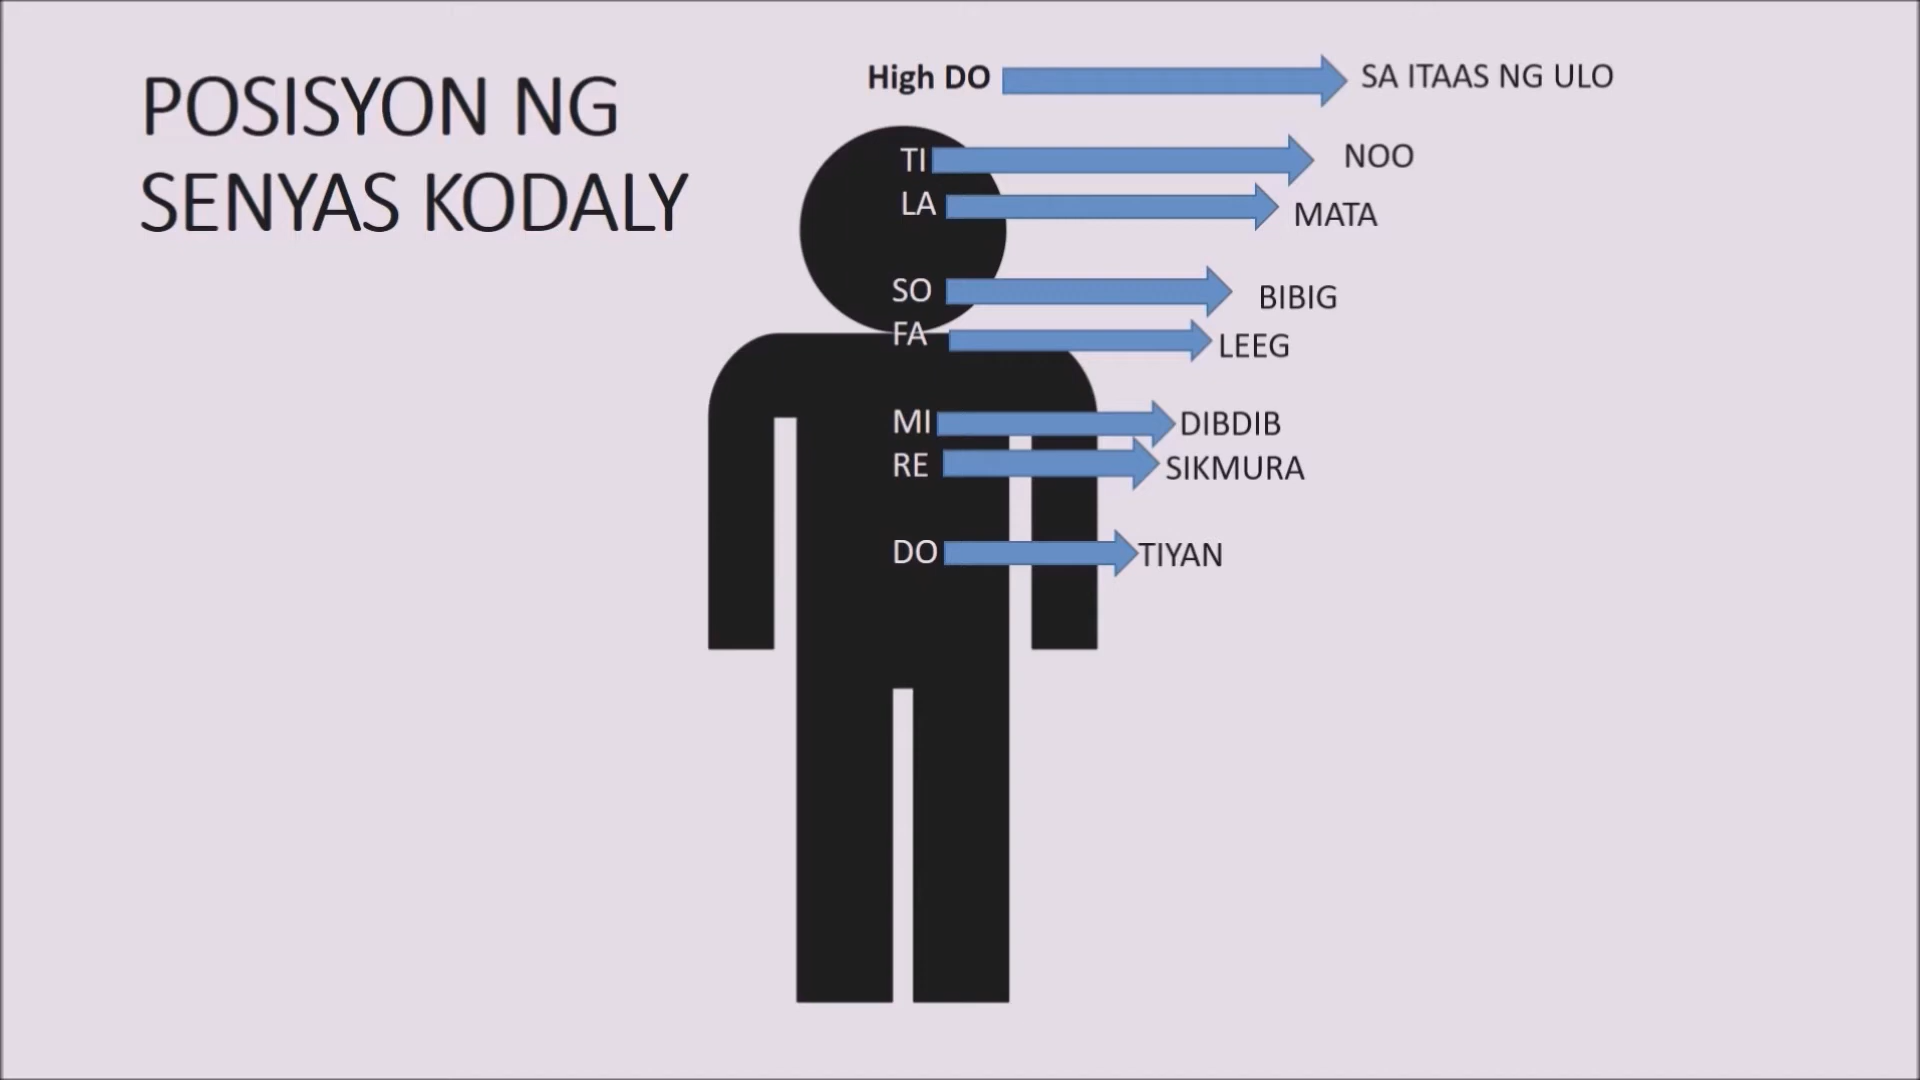 POSISYON NG
SENYAS KODALY
High DO SA ITAAS NG ULO
TI NOO
LA MATA
SO BIBIG
FA LEEG
MI DIBDIB
RE SIKMURA
DO TIYAN